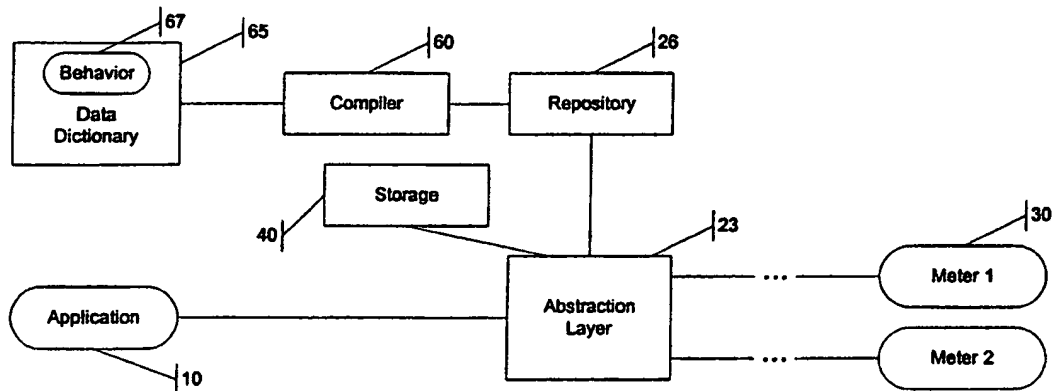 67
65
60
26
Behavior
Data
Dictionary
Compiler
Repository
Storage
40
23
30
Application
Abstraction
Layer
...
Meter 1
10
...
Meter 2